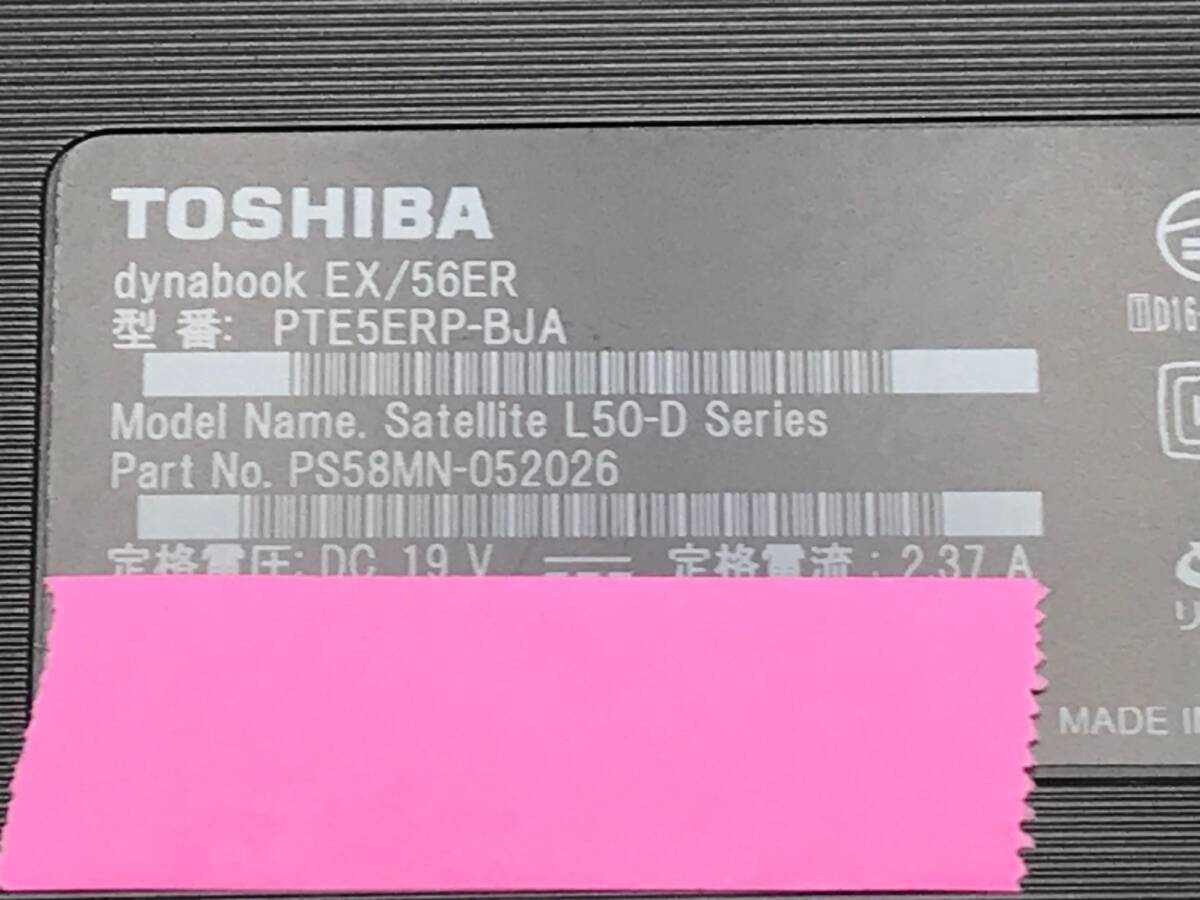 TOSHIBA
dynabook EX/56ER
型 番: PTE5ERP-BJA
Model Name. Satellite L50-D Series
Part No. PS58MN-052026
定格電圧: DC 19 V 定格電流: 2.37 A
D16
MADE